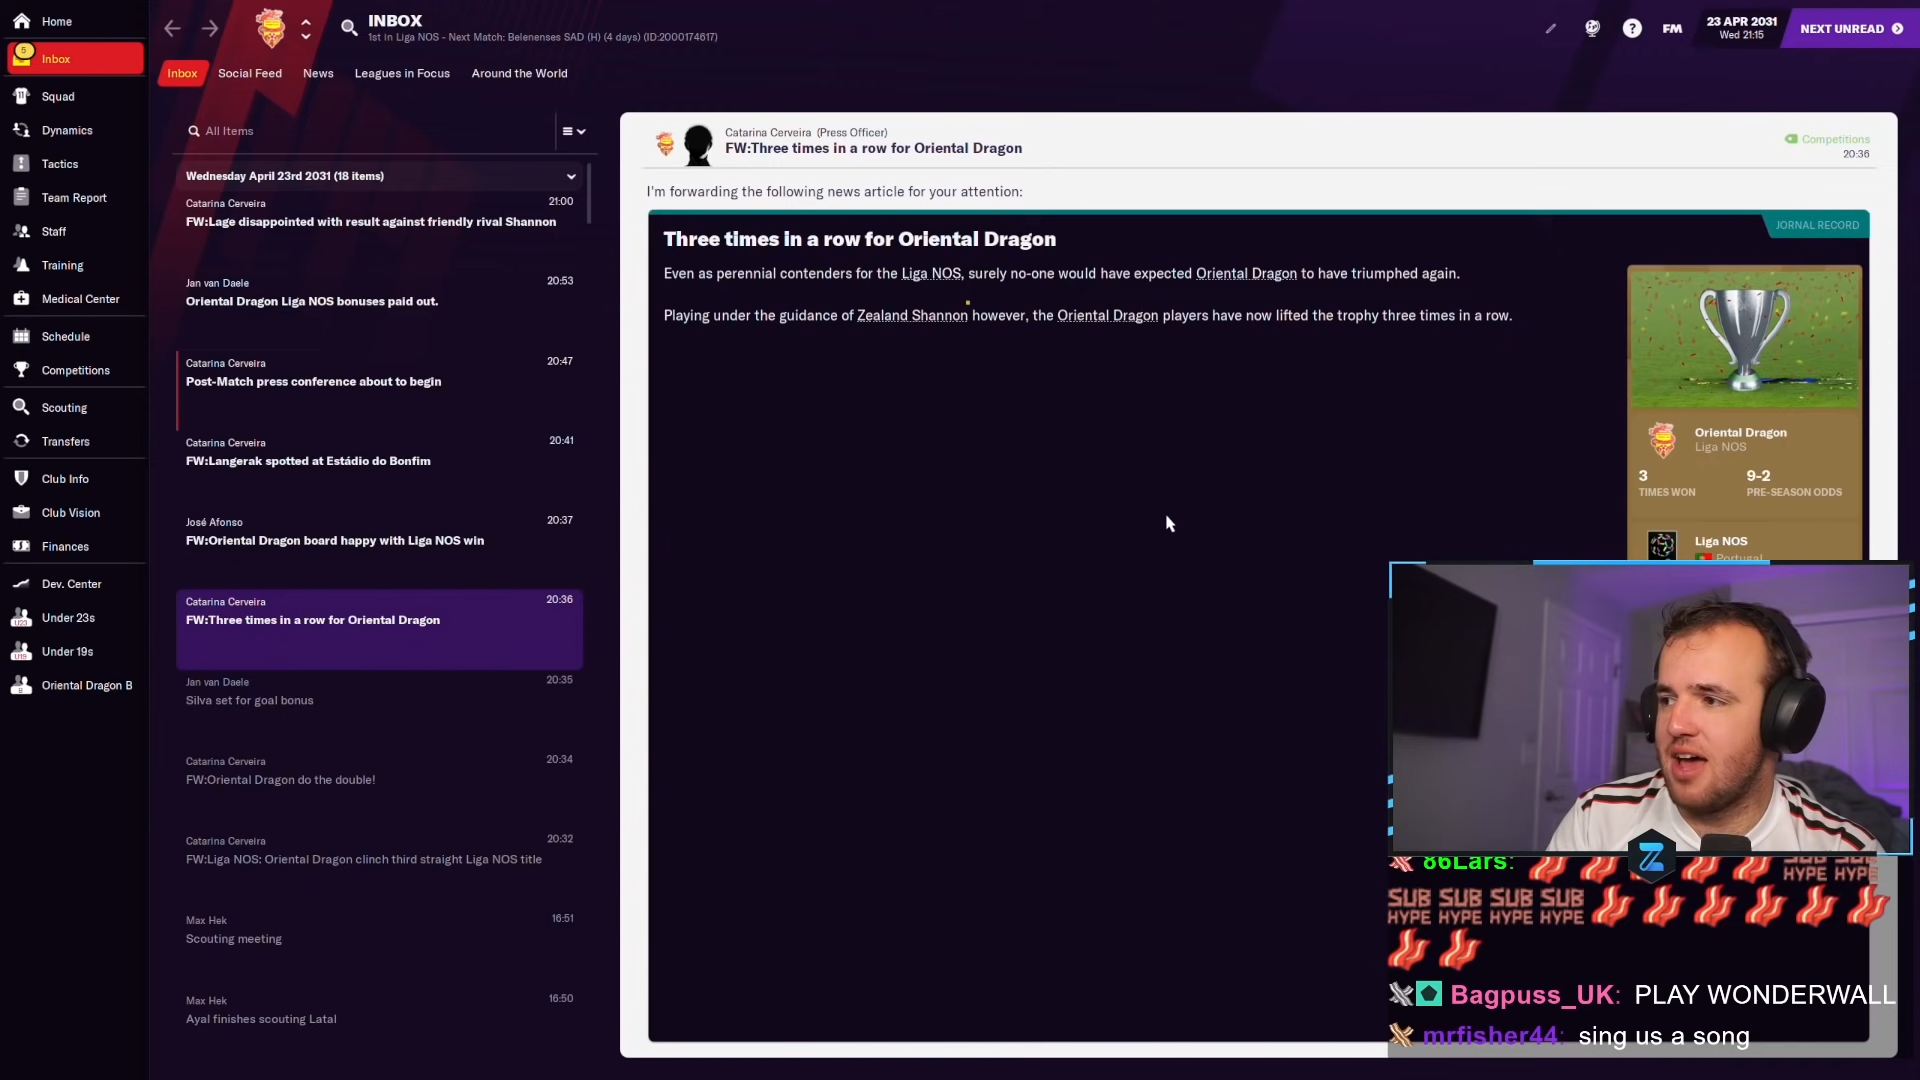 Home
5
Inbox
Squad
Dynamics
Tactics
Team Report
Staff
Training
Medical Center
Schedule
Competitions
Scouting
Transfers
Club Info
Club Vision
Finances
Dev. Center
Under 23s
Under 19s
Oriental Dragon B
INBOX
1st in Liga NOS - Next Match: Belenenses SAD (H) (4 days) (ID:2000174617)
FM
23 APR 2031
Wed 21:15
NEXT UNREAD
Inbox
Social Feed
News
Leagues in Focus
Around the World
All Items
Wednesday April 23rd 2031 (18 items)
Catarina Cerveira 21:00
FW:Lage disappointed with result against friendly rival Shannon
Jan van Daele 20:53
Oriental Dragon Liga NOS bonuses paid out.
Catarina Cerveira 20:47
Post-Match press conference about to begin
Catarina Cerveira 20:41
FW:Langerak spotted at Estádio do Bonfim
José Afonso 20:37
FW:Oriental Dragon board happy with Liga NOS win
Catarina Cerveira 20:36
FW:Three times in a row for Oriental Dragon
Jan van Daele 20:35
Silva set for goal bonus
Catarina Cerveira 20:34
FW:Oriental Dragon do the double!
Catarina Cerveira 20:32
FW:Liga NOS: Oriental Dragon clinch third straight Liga NOS title
Max Hek 16:51
Scouting meeting
Max Hek 16:50
Ayal finishes scouting Latal
Catarina Cerveira (Press Officer)
FW:Three times in a row for Oriental Dragon
Competitions
20:36
I'm forwarding the following news article for your attention:
JORNAL RECORD
Three times in a row for Oriental Dragon
Even as perennial contenders for the Liga NOS, surely no-one would have expected Oriental Dragon to have triumphed again.
Playing under the guidance of Zealand Shannon however, the Oriental Dragon players have now lifted the trophy three times in a row.
Oriental Dragon
Liga NOS
3 9-2
TIMES WON PRE-SEASON ODDS
Liga NOS
Portugal
Z
86Lars: SUB HYPE
SUB HYPE SUB HYPE SUB HYPE SUB HYPE
Bagpuss_UK: PLAY WONDERWALL
mrfisher44: sing us a song